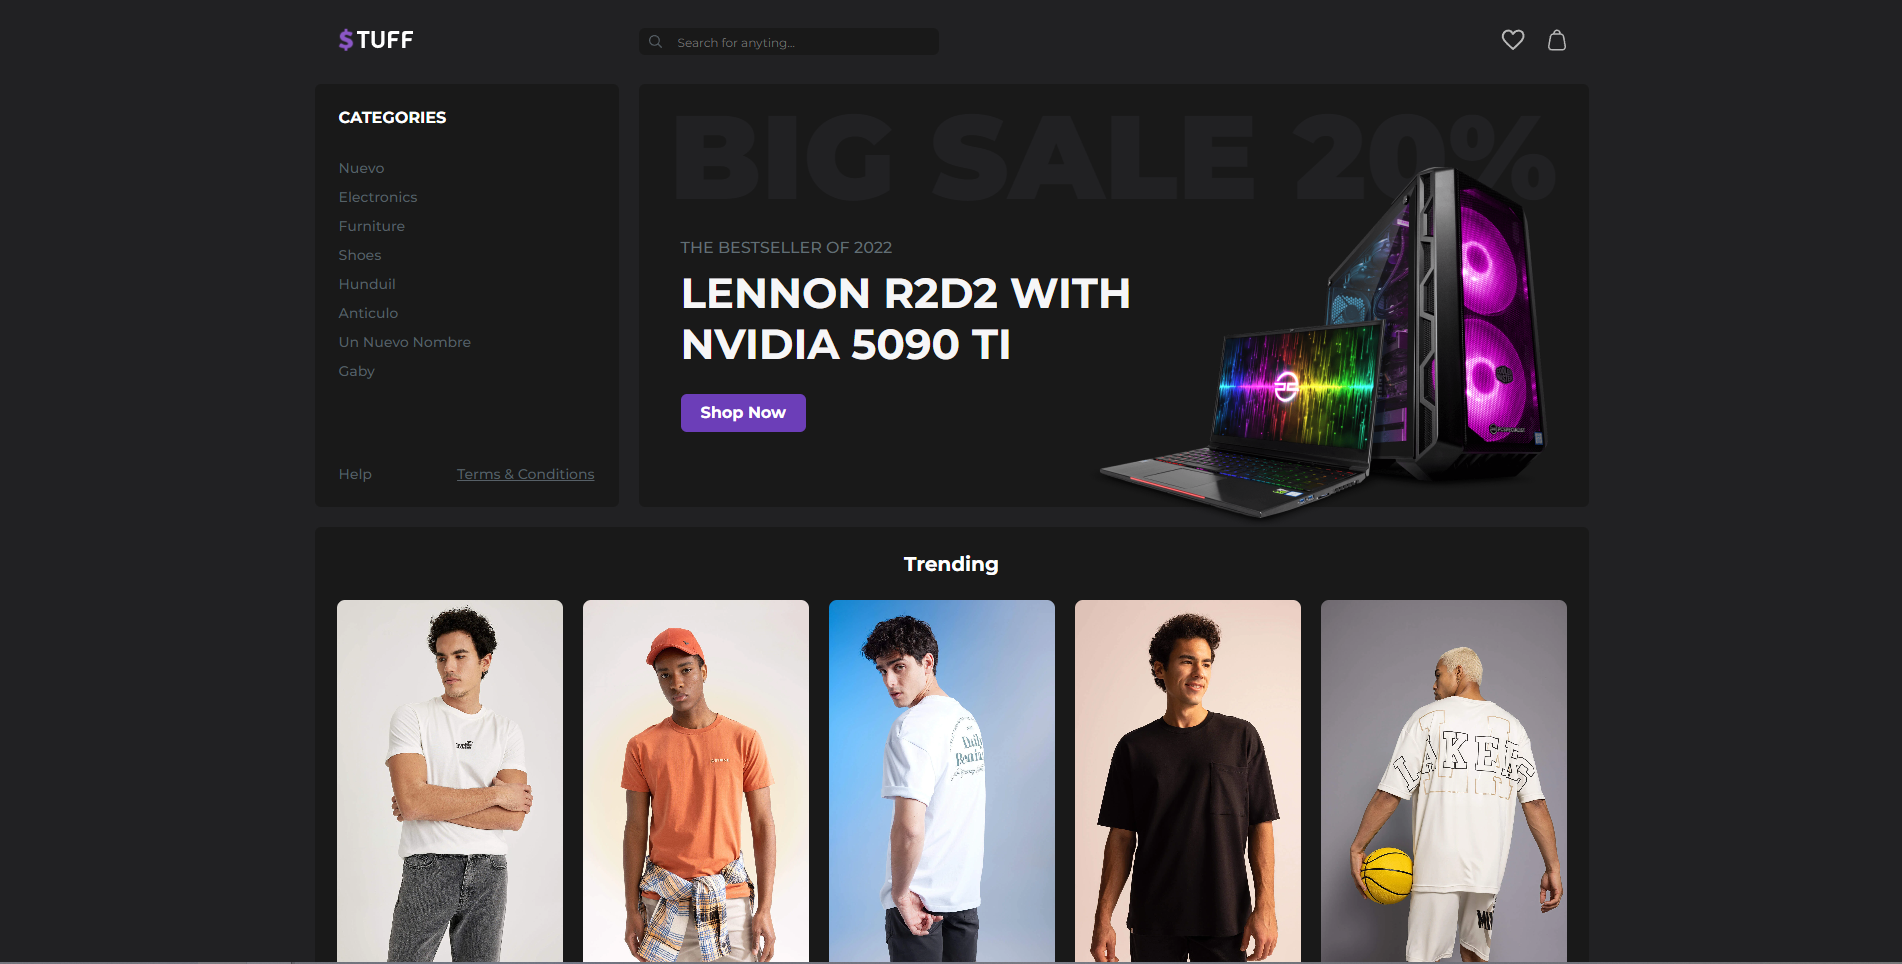 $TUFF
Search for anyting...
CATEGORIES
Nuevo
Electronics
Furniture
Shoes
Hunduil
Anticulo
Un Nuevo Nombre
Gaby
Help
Terms & Conditions
BIG SALE 20%
THE BESTSELLER OF 2022
LENNON R2D2 WITH
NVIDIA 5090 TI
Shop Now
Trending
Daily
LAKERS